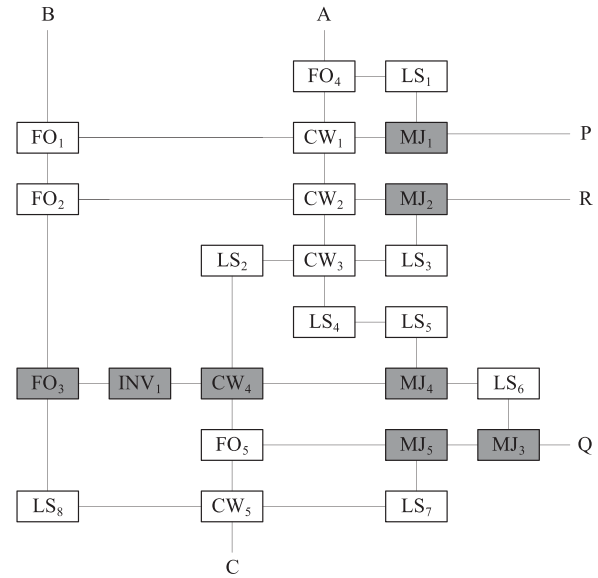 B A
FO₄ LS₁
FO₁ CW₁ MJ₁ P
FO₂ CW₂ MJ₂ R
LS₂ CW₃ LS₃
LS₄ LS₅
FO₃ INV₁ CW₄ MJ₄ LS₆
FO₅ MJ₅ MJ₃ Q
LS₈ CW₅ LS₇
C